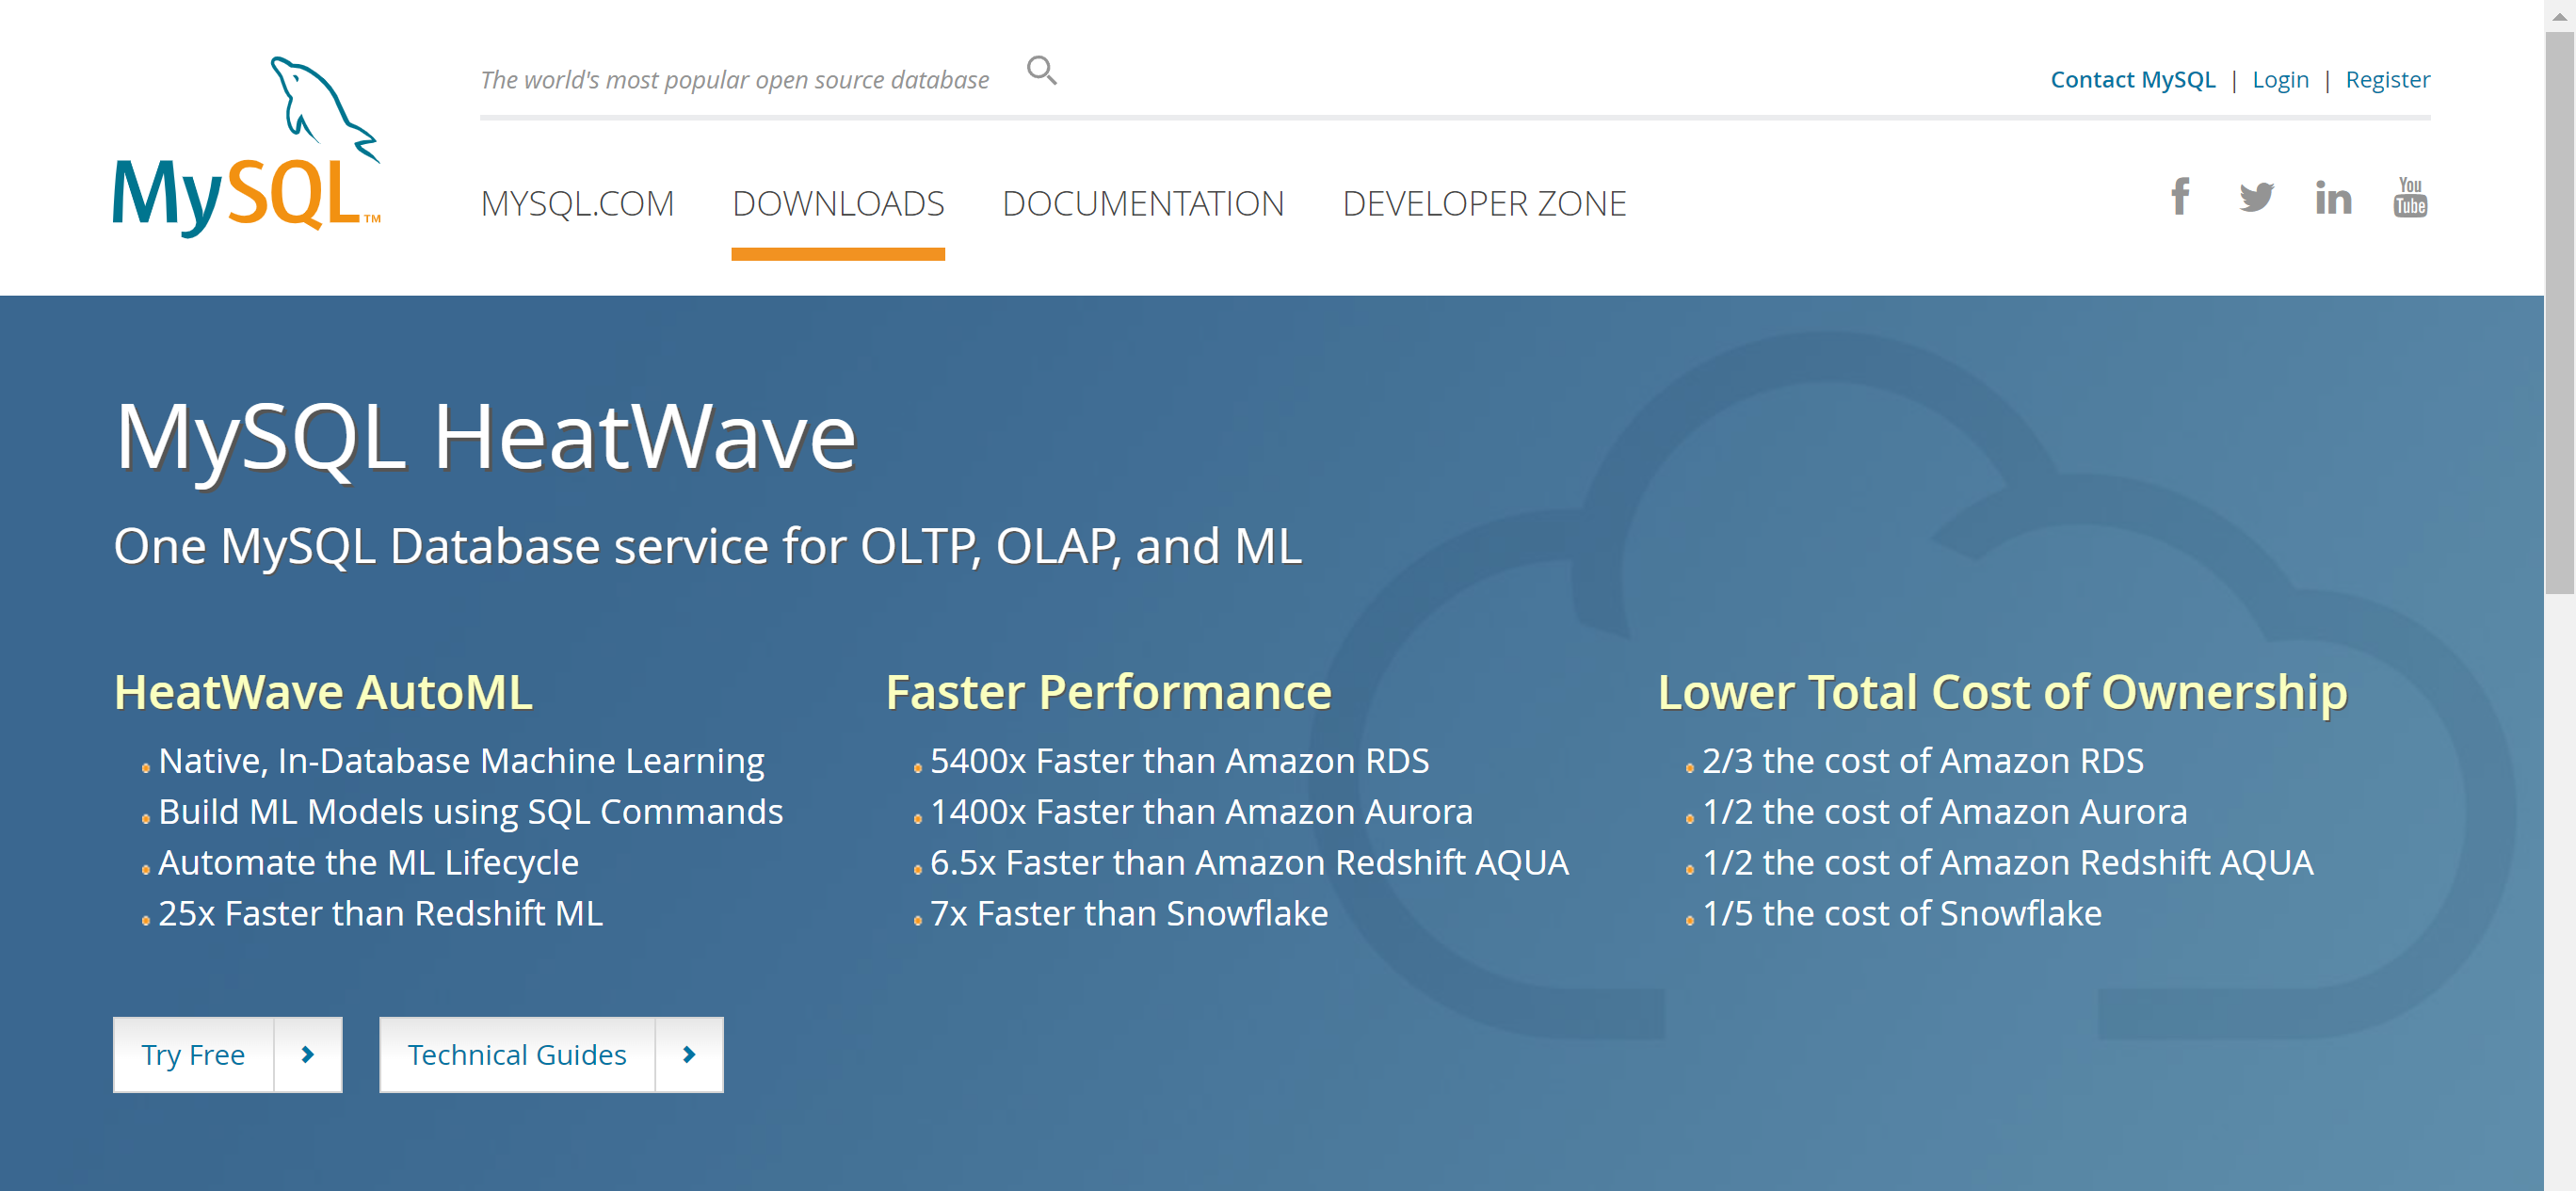 The world's most popular open source database
Contact MySQL | Login | Register
MySQL™
MYSQL.COM DOWNLOADS DOCUMENTATION DEVELOPER ZONE
f in You Tube
MySQL HeatWave
One MySQL Database service for OLTP, OLAP, and ML
HeatWave AutoML
Native, In-Database Machine Learning
Build ML Models using SQL Commands
Automate the ML Lifecycle
25x Faster than Redshift ML
Faster Performance
5400x Faster than Amazon RDS
1400x Faster than Amazon Aurora
6.5x Faster than Amazon Redshift AQUA
7x Faster than Snowflake
Lower Total Cost of Ownership
2/3 the cost of Amazon RDS
1/2 the cost of Amazon Aurora
1/2 the cost of Amazon Redshift AQUA
1/5 the cost of Snowflake
Try Free
Technical Guides